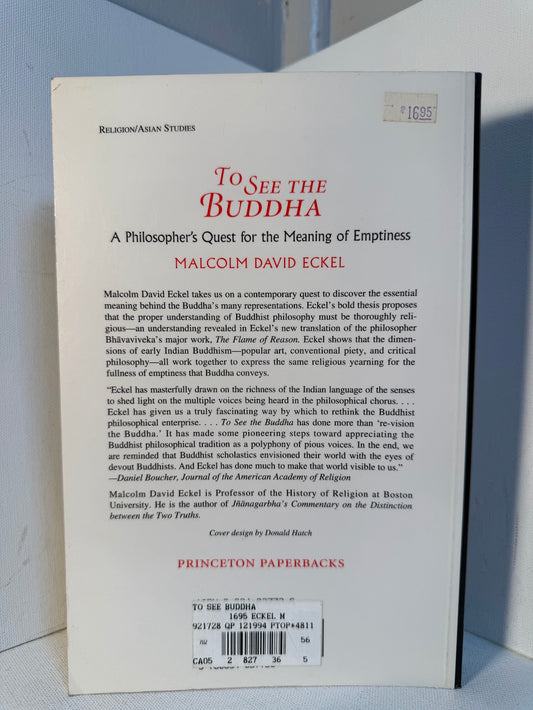 $1695
RELIGION/ASIAN STUDIES
TO SEE THE
BUDDHA
A Philosopher's Quest for the Meaning of Emptiness
MALCOLM DAVID ECKEL
Malcolm David Eckel takes us on a contemporary quest to discover the essential
meaning behind the Buddha's many representations. Eckel's bold thesis proposes
that the proper understanding of Buddhist philosophy must be thoroughly reli-
gious—an understanding revealed in Eckel's new translation of the philosopher
Bhāvaviveka's major work, The Flame of Reason. Eckel shows that the dimen-
sions of early Indian Buddhism—popular art, conventional piety, and critical
philosophy—all work together to express the same religious yearning for the
fullness of emptiness that Buddha conveys.
"Eckel has masterfully drawn on the richness of the Indian language of the senses
to shed light on the multiple voices being heard in the philosophical chorus. . . .
Eckel has given us a truly fascinating way by which to rethink the Buddhist
philosophical enterprise. . . . To See the Buddha has done more than 're-vision
the Buddha.' It has made some pioneering steps toward appreciating the
Buddhist philosophical tradition as a polyphony of pious voices. In the end, we
are reminded that Buddhist scholastics envisioned their world with the eyes of
devout Buddhists. And Eckel has done much to make that world visible to us."
—Daniel Boucher, Journal of the American Academy of Religion
Malcolm David Eckel is Professor of the History of Religion at Boston
University. He is the author of Jñānagarbha's Commentary on the Distinction
between the Two Truths.
Cover design by Donald Hatch
PRINCETON PAPERBACKS
TO SEE BUDDHA
1695 ECKEL M
921728 QP 121994 PTOP#4811
702 56
CA05 2 827 36 5